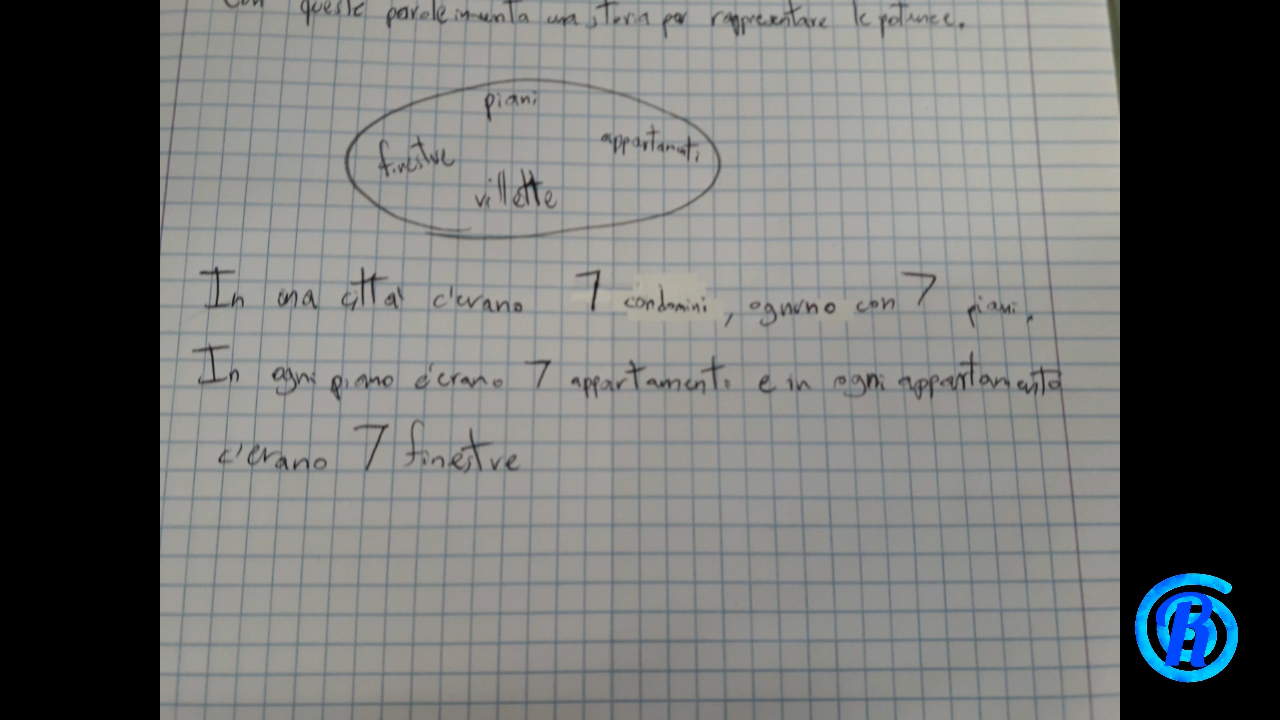 Con queste parole inventa una storia per rappresentare le potenze.
piani
finestre
appartamenti
villette
In una città c'erano 7 condomini, ognuno con 7 piani.
In ogni piano c'erano 7 appartamenti e in ogni appartamento
c'erano 7 finestre